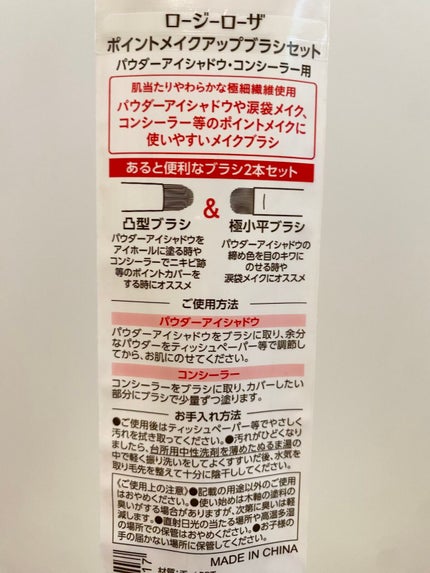 ロージーローザ
ポイントメイクアップブラシセット
パウダーアイシャドウ・コンシーラー用
肌当たりやわらかな極細繊維使用
パウダーアイシャドウや涙袋メイク、
コンシーラー等のポイントメイクに
使いやすいメイクブラシ
あると便利なブラシ2本セット
&
凸型ブラシ
パウダーアイシャドウを
アイホールに塗る時や
コンシーラーでニキビ跡
等のポイントカバーを
する時にオススメ
極小平ブラシ
パウダーアイシャドウの
締め色を目のキワに
のせる時や
涙袋メイクにオススメ
ご使用方法
パウダーアイシャドウ
パウダーアイシャドウをブラシに取り、余分
なパウダーをティッシュペーパー等で調節し
てから、お肌にのせてください。
コンシーラー
コンシーラーをブラシに取り、カバーしたい
部分にブラシで少量ずつ塗ります。
お手入れ方法
●ご使用後はティッシュペーパー等でやさしく
汚れを拭き取ってください。●汚れがひどくなり
ましたら、台所用中性洗剤を薄めたぬるま湯の
中で軽く振り洗いをしてよくすすいだ後、水気を
取り毛先を整えて十分に陰干ししてください。
〈ご使用上の注意〉●記載の用途以外のご使用
はおやめください。●使い始めは木軸の塗料の
臭いがする場合がありますが、次第に臭いは軽
減します。●直射日光の当たる場所や高温多湿
の場所での保管はおやめください。●お子様の
手の届かない場所に保管してください。
MADE IN CHINA